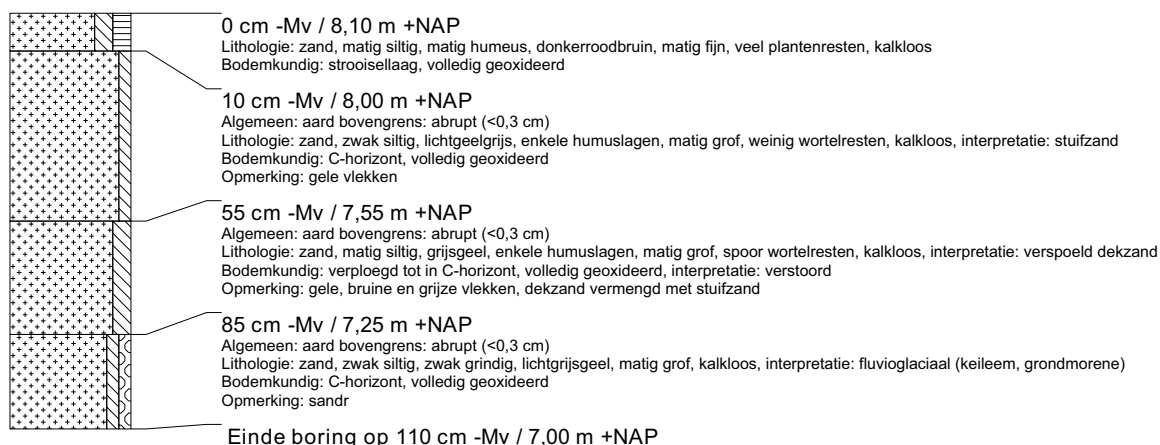 0 cm -Mv / 8,10 m +NAP
Lithologie: zand, matig siltig, matig humeus, donkerroodbruin, matig fijn, veel plantenresten, kalkloos
Bodemkundig: strooisellaag, volledig geoxideerd
10 cm -Mv / 8,00 m +NAP
Algemeen: aard bovengrens: abrupt (<0,3 cm)
Lithologie: zand, zwak siltig, lichtgeelgrijs, enkele humuslagen, matig grof, weinig wortelresten, kalkloos, interpretatie: stuifzand
Bodemkundig: C-horizont, volledig geoxideerd
Opmerking: gele vlekken
55 cm -Mv / 7,55 m +NAP
Algemeen: aard bovengrens: abrupt (<0,3 cm)
Lithologie: zand, matig siltig, grijsgeel, enkele humuslagen, matig grof, spoor wortelresten, kalkloos, interpretatie: verspoeld dekzand
Bodemkundig: verploegd tot in C-horizont, volledig geoxideerd, interpretatie: verstoord
Opmerking: gele, bruine en grijze vlekken, dekzand vermengd met stuifzand
85 cm -Mv / 7,25 m +NAP
Algemeen: aard bovengrens: abrupt (<0,3 cm)
Lithologie: zand, zwak siltig, zwak grindig, lichtgrijsgeel, matig grof, kalkloos, interpretatie: fluvioglaciaal (keileem, grondmorene)
Bodemkundig: C-horizont, volledig geoxideerd
Opmerking: sandr
Einde boring op 110 cm -Mv / 7,00 m +NAP